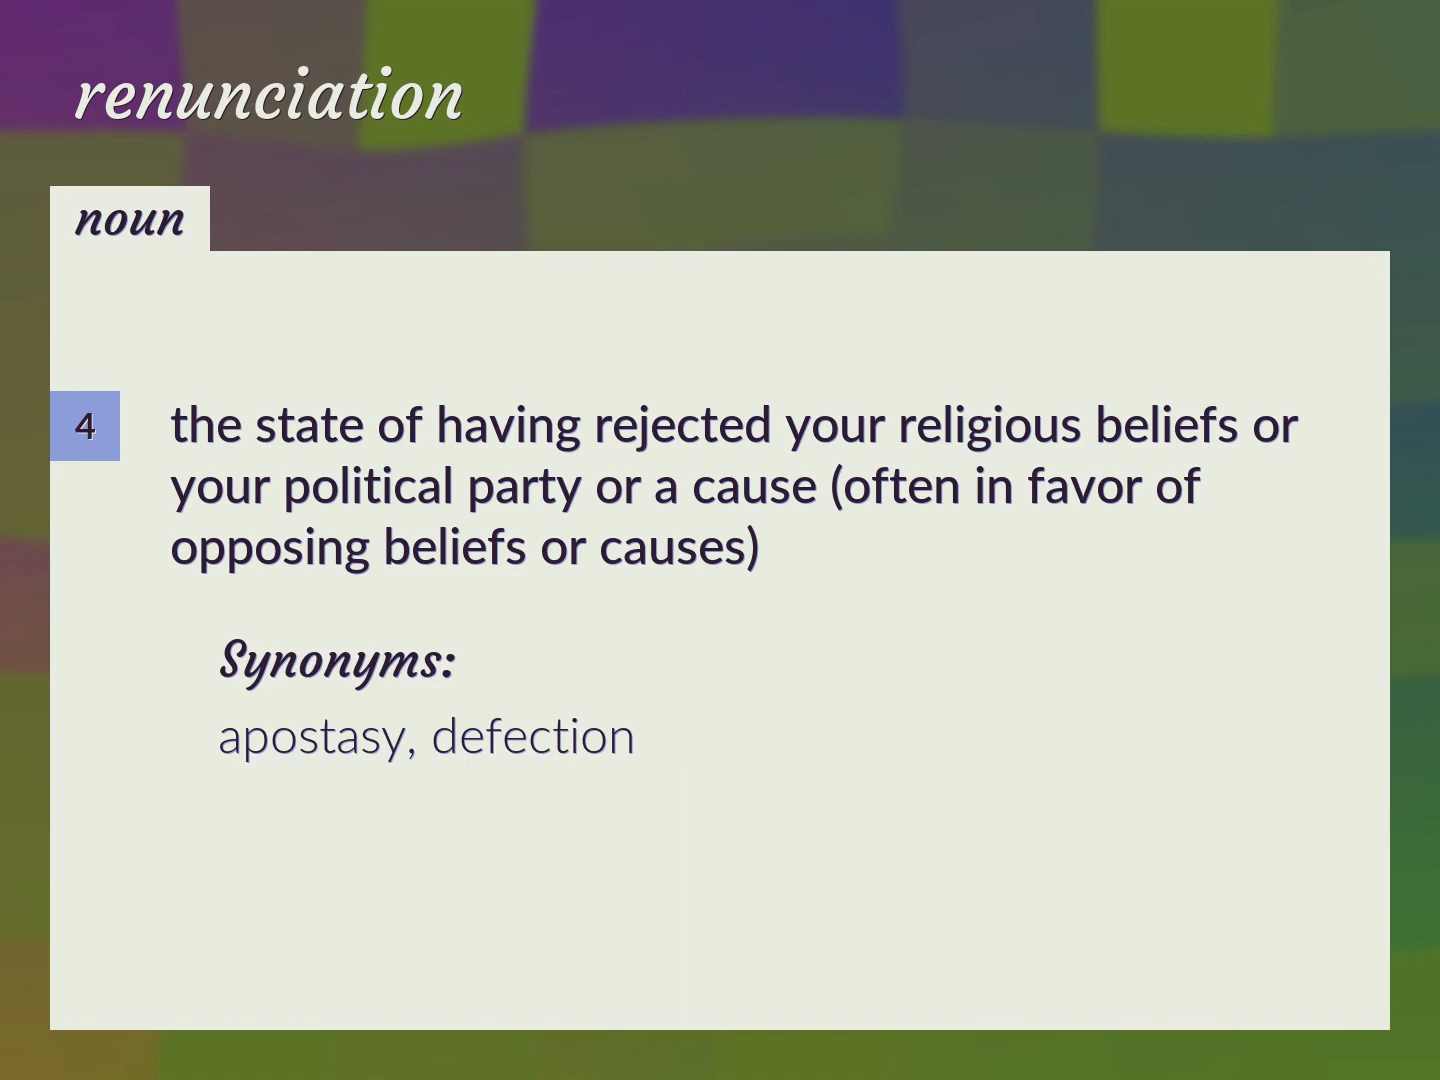 renunciation
noun
4
the state of having rejected your religious beliefs or
your political party or a cause (often in favor of
opposing beliefs or causes)
Synonyms:
apostasy, defection